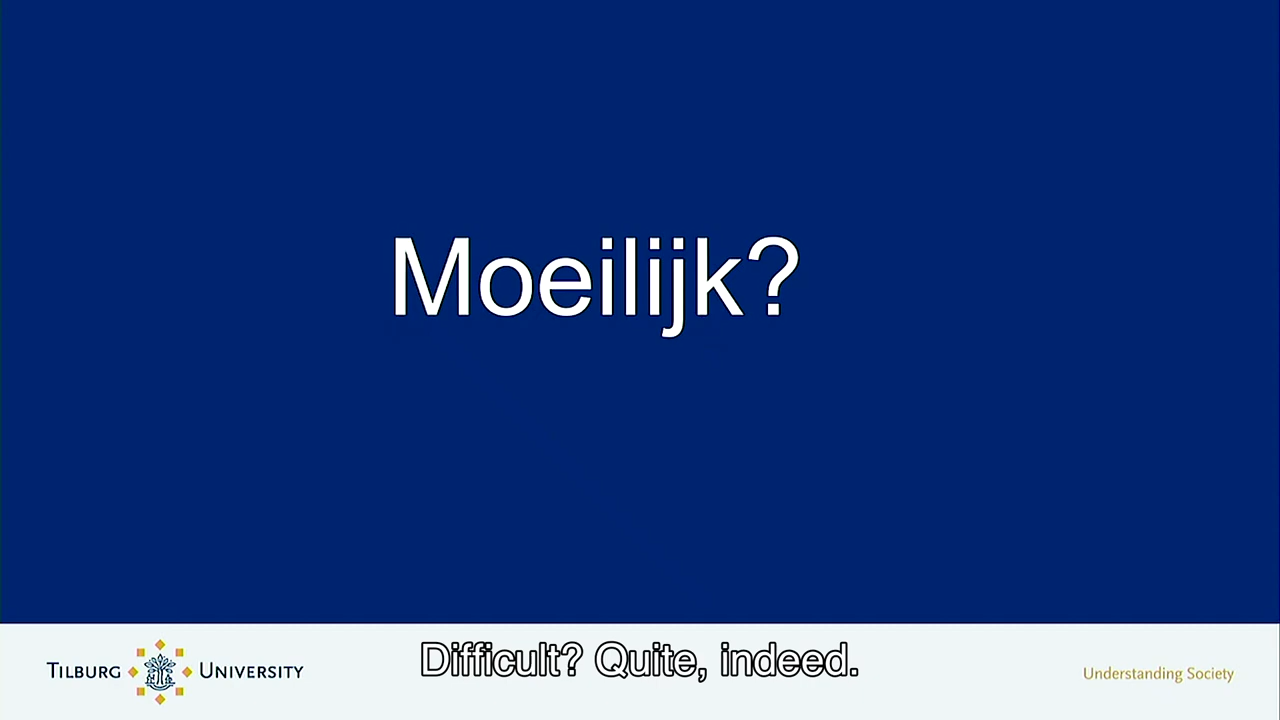 Moeilijk?
Difficult? Quite, indeed.
TILBURG UNIVERSITY
Understanding Society